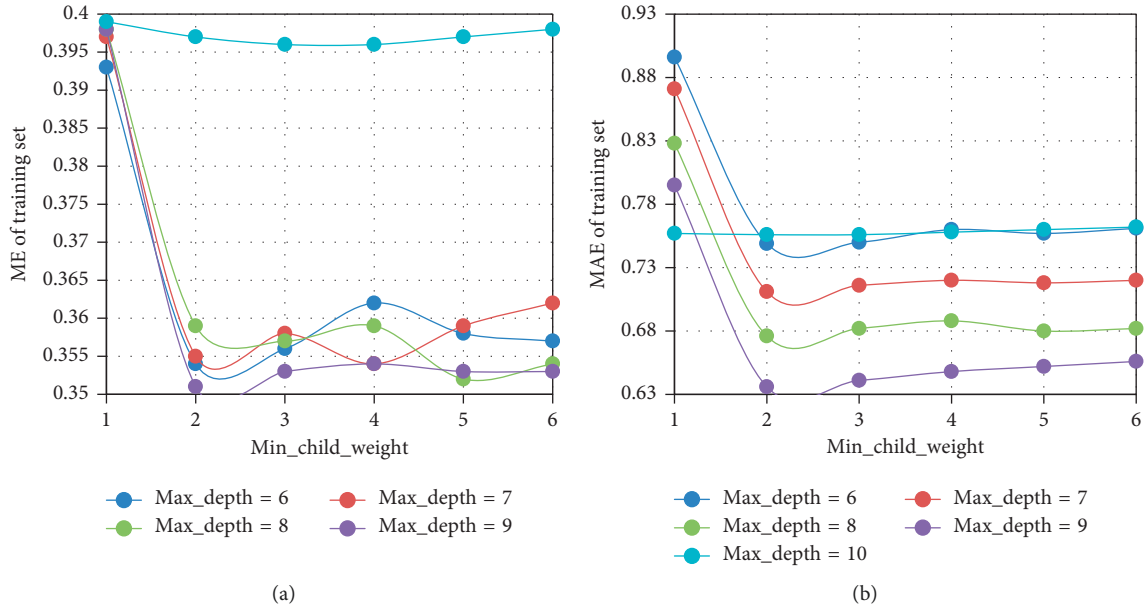 0.4
0.395
0.39
0.385
0.38
0.375
0.37
0.365
0.36
0.355
0.35
ME of training set
1 2 3 4 5 6
Min_child_weight
Max_depth = 6 Max_depth = 7
Max_depth = 8 Max_depth = 9
(a)
0.93
0.88
0.83
0.78
0.73
0.68
0.63
MAE of training set
1 2 3 4 5 6
Min_child_weight
Max_depth = 6 Max_depth = 7
Max_depth = 8 Max_depth = 9
Max_depth = 10
(b)